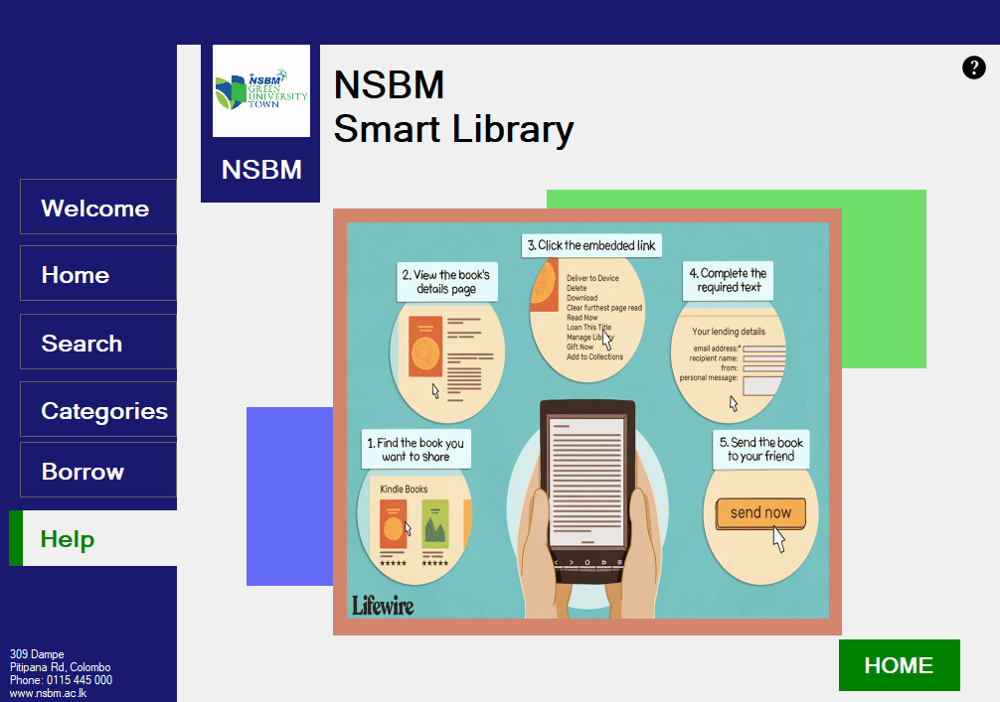 NSBM
GREEN
UNIVERSITY
TOWN
NSBM
NSBM
Smart Library
?
Welcome
Home
Search
Categories
Borrow
Help
309 Dampe
Pitipana Rd, Colombo
Phone: 0115 445 000
www.nsbm.ac.lk
1. Find the book you
want to share
Kindle Books
2. View the book's
details page
3. Click the embedded link
Deliver to Device
Delete
Download
Clear furthest page read
Read Now
Loan This Title
Manage Library
Gift Now
Add to Collections
4. Complete the
required text
Your lending details
email address:*
recipient name:
from:
personal message:
5. Send the book
to your friend
send now
Lifewire
HOME